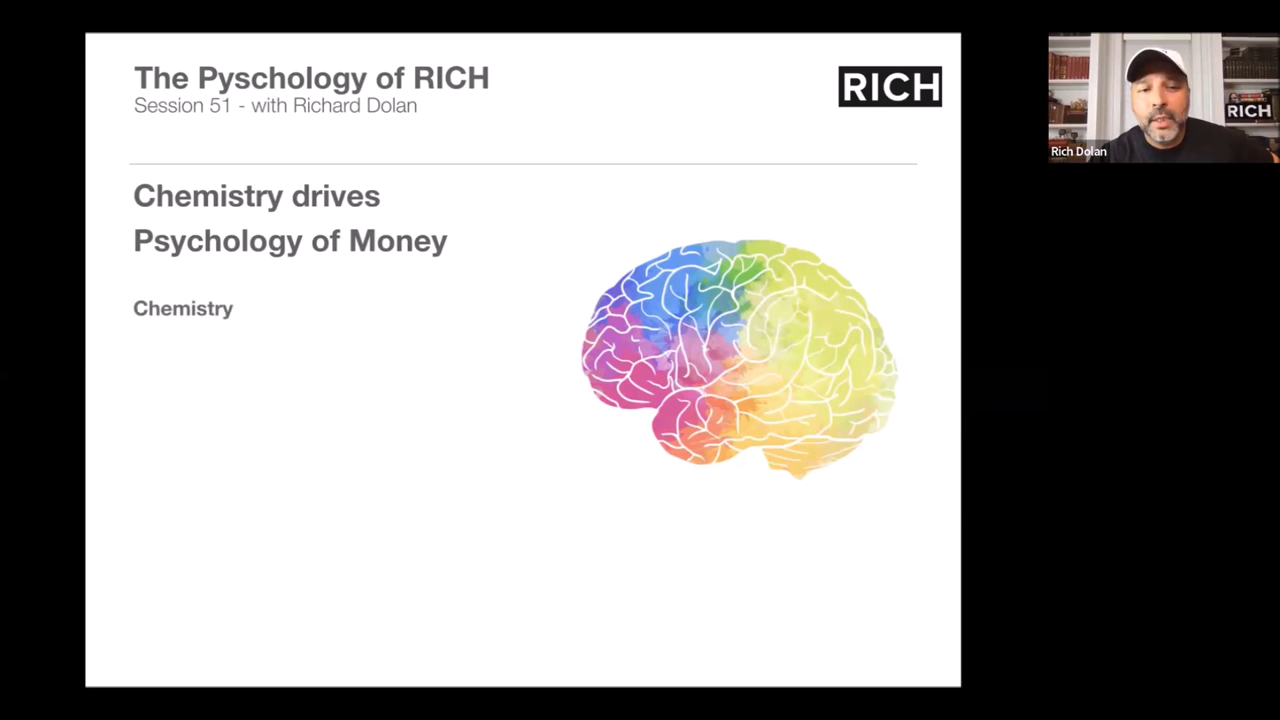 The Pyschology of RICH
Session 51 - with Richard Dolan
RICH
Chemistry drives
Psychology of Money
Chemistry
RICH
Rich Dolan